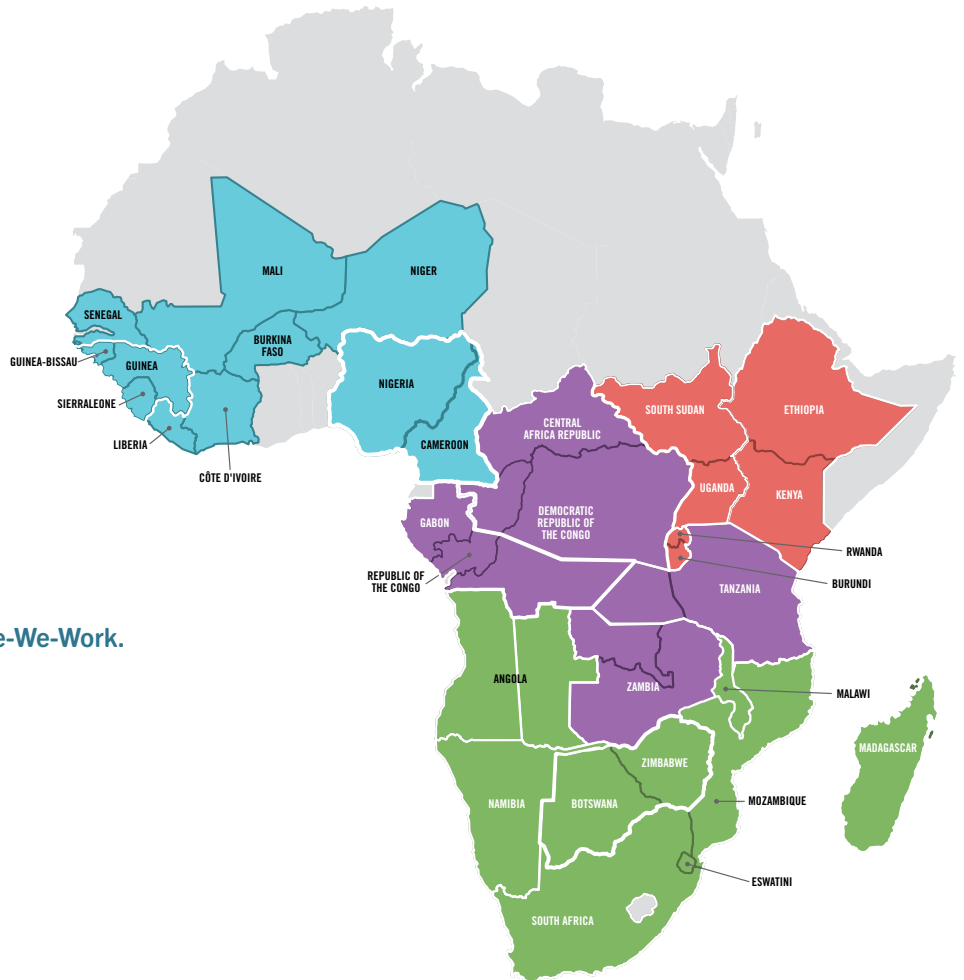 MALI
NIGER
SENEGAL
BURKINA
FASO
GUINEA-BISSAU
GUINEA
NIGERIA
SIERRALEONE
LIBERIA
CAMEROON
CÔTE D'IVOIRE
CENTRAL
AFRICA REPUBLIC
SOUTH SUDAN
ETHIOPIA
UGANDA
KENYA
GABON
DEMOCRATIC
REPUBLIC OF
THE CONGO
RWANDA
REPUBLIC OF
THE CONGO
BURUNDI
TANZANIA
e-We-Work.
ANGOLA
ZAMBIA
MALAWI
MADAGASCAR
ZIMBABWE
NAMIBIA
BOTSWANA
MOZAMBIQUE
ESWATINI
SOUTH AFRICA